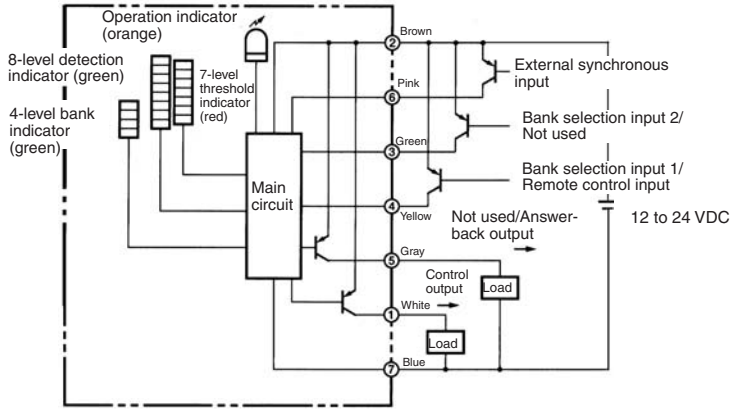 Operation indicator
(orange)
8-level detection
indicator (green)
7-level
threshold
indicator
(red)
4-level bank
indicator
(green)
Main
circuit
2
Brown
6
Pink
3
Green
4
Yellow
5
Gray
1
White
7
Blue
External synchronous
input
Bank selection input 2/
Not used
Bank selection input 1/
Remote control input
Not used/Answer-
back output
12 to 24 VDC
Control
output
Load
Load